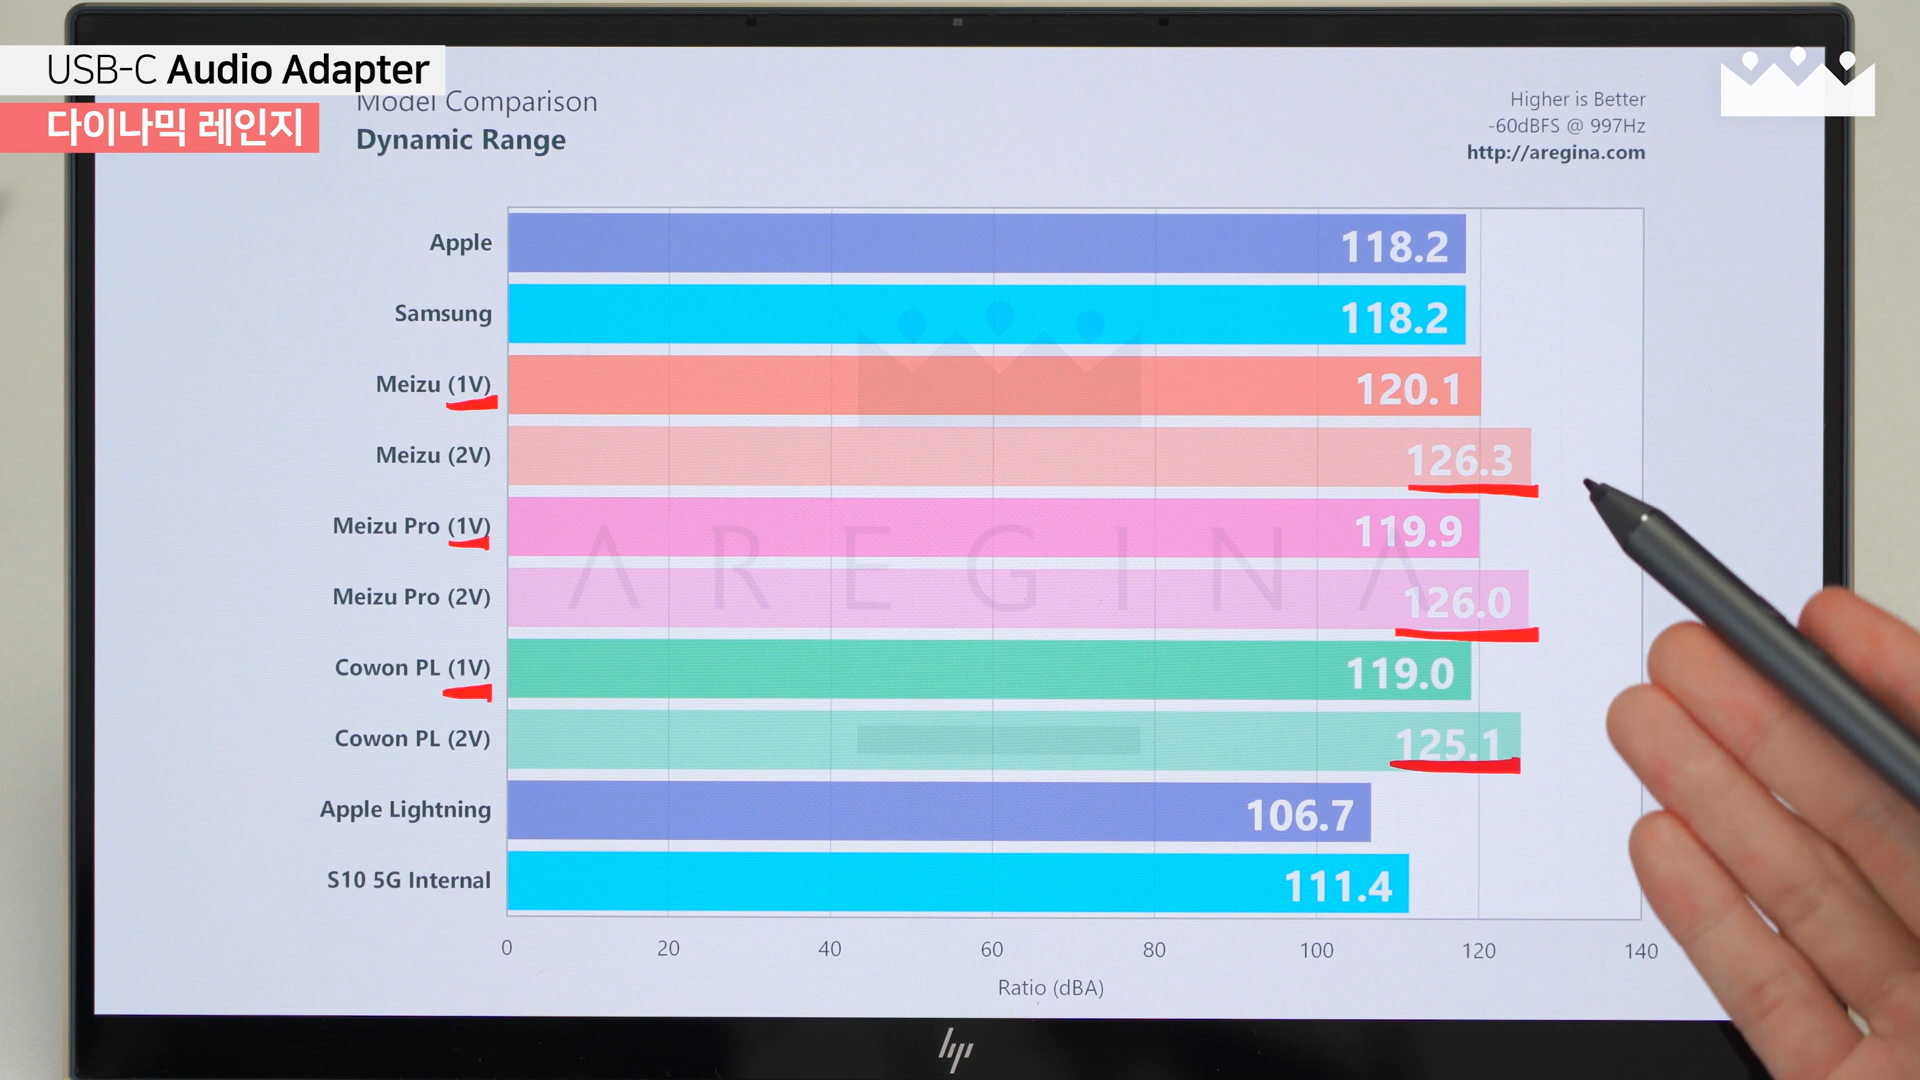 USB-C Audio Adapter
다이나믹 레인지
Model Comparison
Dynamic Range
Higher is Better
-60dBFS @ 997Hz
http://aregina.com
Apple 118.2
Samsung 118.2
Meizu (1V) 120.1
Meizu (2V) 126.3
Meizu Pro (1V) 119.9
Meizu Pro (2V) 126.0
Cowon PL (1V) 119.0
Cowon PL (2V) 125.1
Apple Lightning 106.7
S10 5G Internal 111.4
AREGINA
0 20 40 60 80 100 120 140
Ratio (dBA)
hp